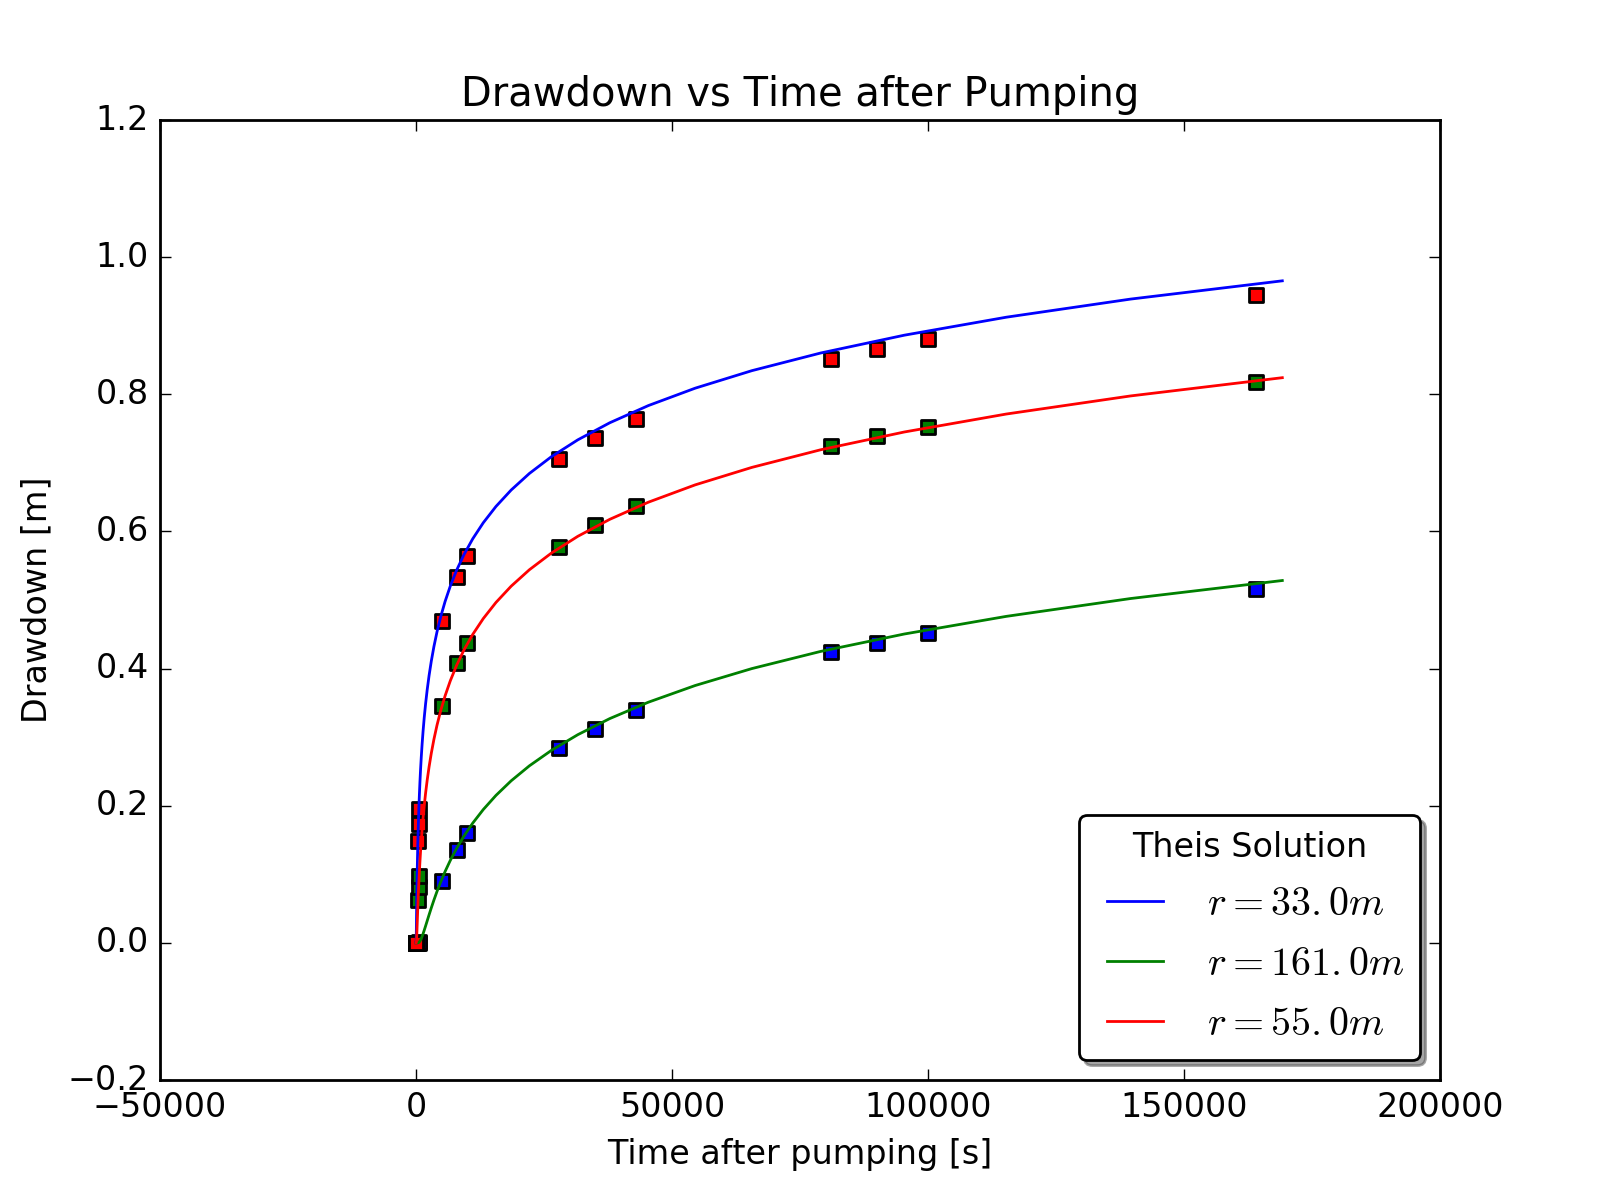 Drawdown vs Time after Pumping
1.2
1.0
0.8
0.6
0.4
0.2
0.0
−0.2
Drawdown [m]
−50000 0 50000 100000 150000 200000
Time after pumping [s]
Theis Solution
r = 33.0m
r = 161.0m
r = 55.0m